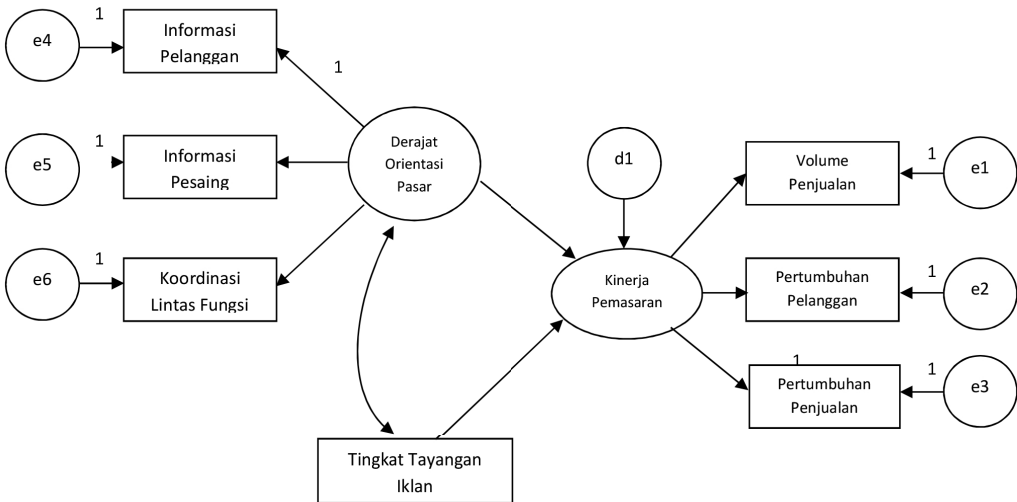 1
e4
Informasi
Pelanggan
1
Derajat
Orientasi
Pasar
1
e5
Informasi
Pesaing
d1
Volume
Penjualan
1
e1
1
e6
Koordinasi
Lintas Fungsi
Kinerja
Pemasaran
Pertumbuhan
Pelanggan
1
e2
1
Pertumbuhan
Penjualan
1
e3
Tingkat Tayangan
Iklan